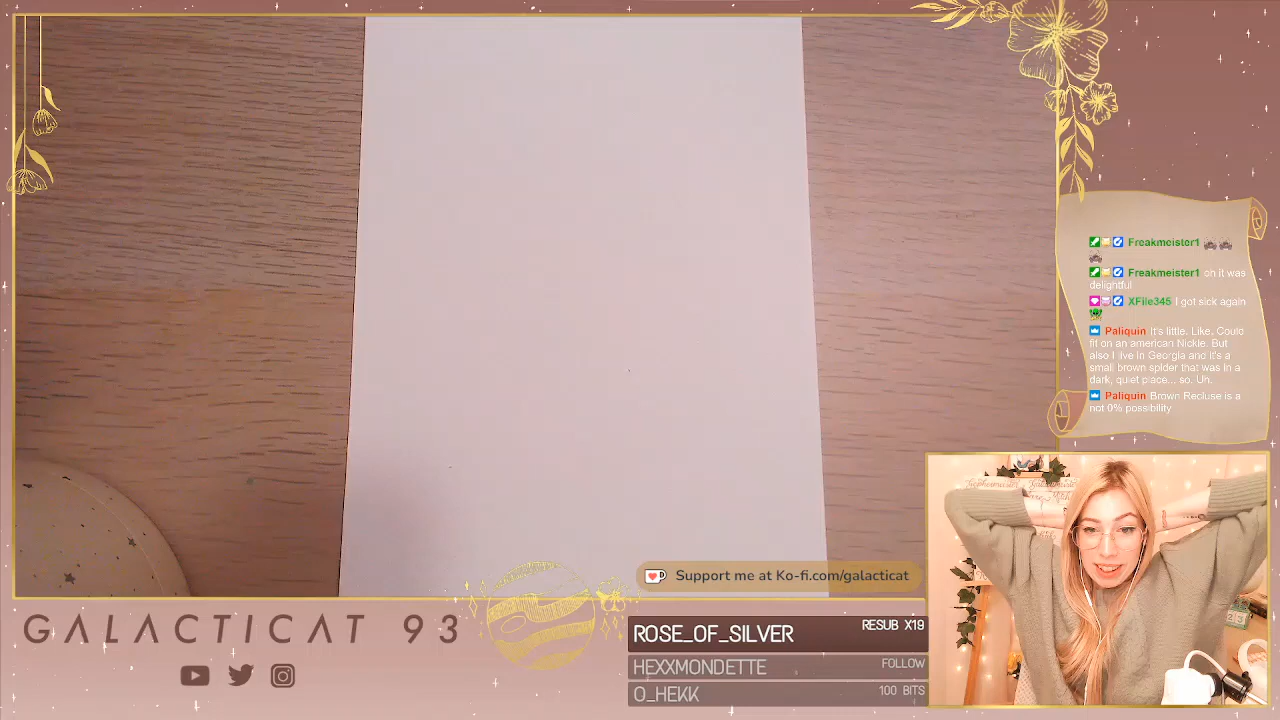 Freakmeister1
Freakmeister1 oh it was
delightful
XFile345 I got sick again
Paliquin It's little. Like. Could
fit on an american Nickle. But
also I live in Georgia and it's a
small brown spider that was in a
dark, quiet place... so. Uh.
Paliquin Brown Recluse is a
not 0% possibility
Support me at Ko-fi.com/galacticat
GALACTICAT 93
ROSE_OF_SILVER RESUB X19
HEXXMONDETTE FOLLOW
O_HEKK 100 BITS